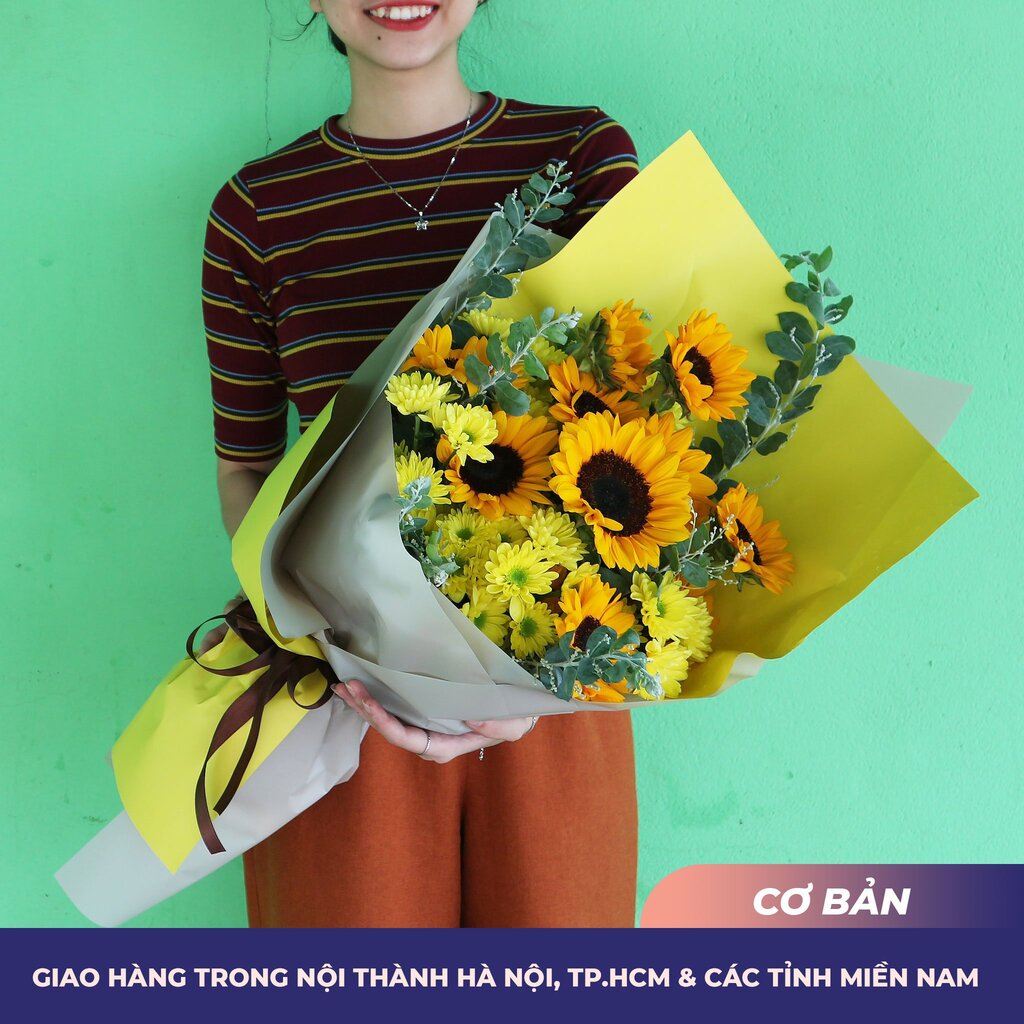 CƠ BẢN
GIAO HÀNG TRONG NỘI THÀNH HÀ NỘI, TP.HCM & CÁC TỈNH MIỀN NAM